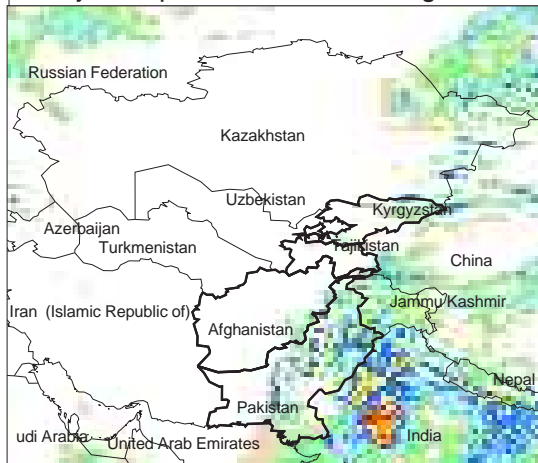 Russian Federation
Kazakhstan
Uzbekistan
Kyrgyzstan
Azerbaijan
Turkmenistan
Tajikistan
China
Iran (Islamic Republic of)
Jammu/Kashmir
Afghanistan
Nepal
Pakistan
udi Arabia
United Arab Emirates
India